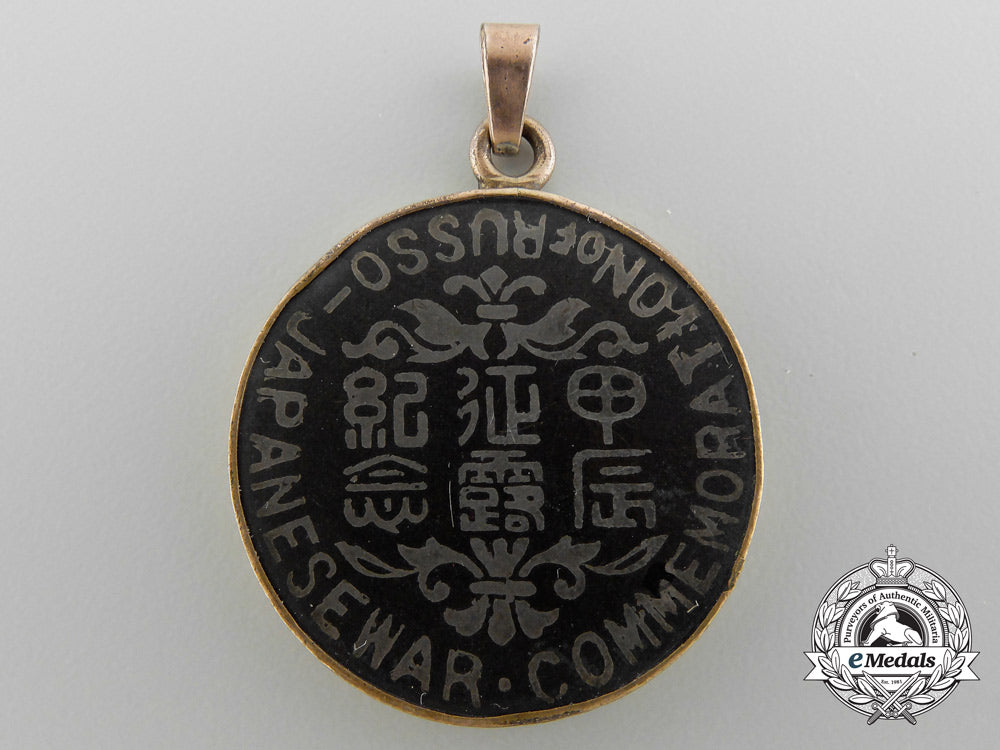 COMMEMORATION OF RUSSO-JAPANESE WAR ·
甲辰
征露
紀念
Purveyors of Authentic Militaria
eMedals
Est. 1981